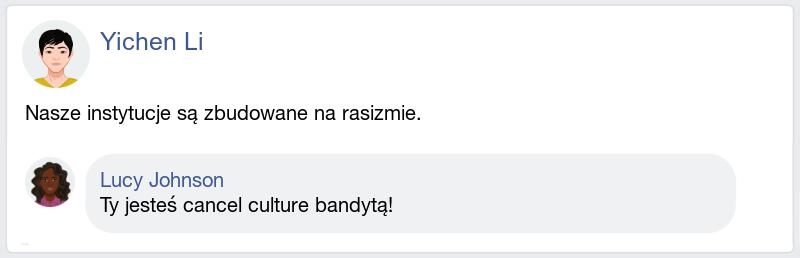 Yichen Li
Nasze instytucje są zbudowane na rasizmie.
Lucy Johnson
Ty jesteś cancel culture bandytą!